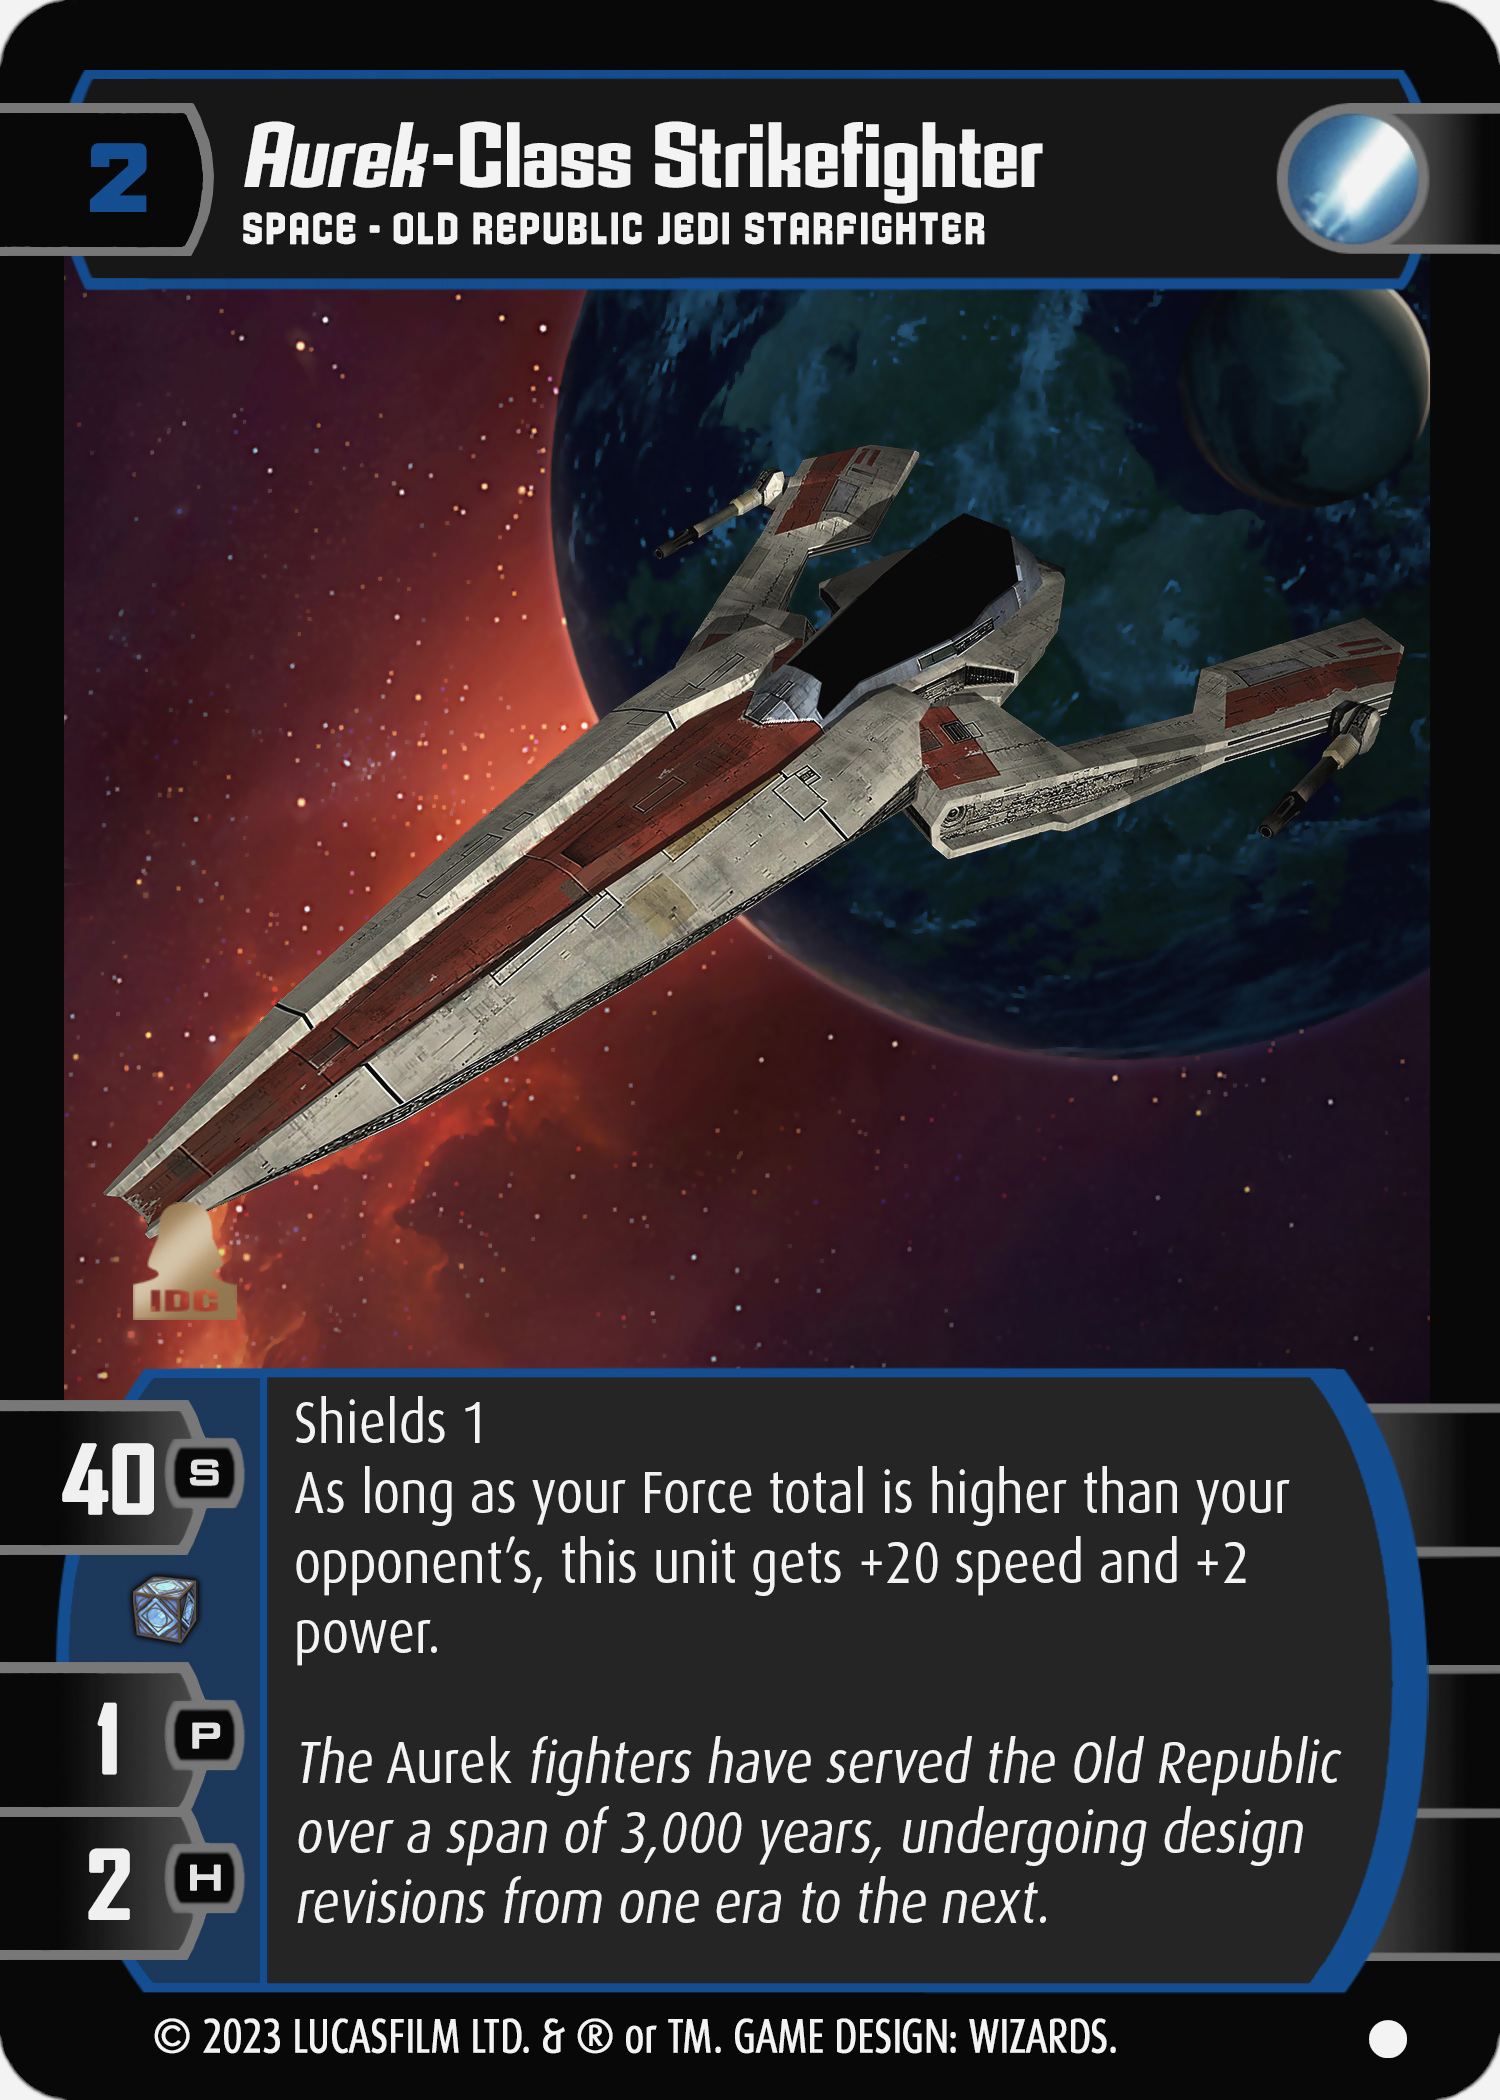 2
Aurek-Class Strikefighter
SPACE - OLD REPUBLIC JEDI STARFIGHTER
IDC
40 S
1 P
2 H
Shields 1
As long as your Force total is higher than your
opponent's, this unit gets +20 speed and +2
power.
The Aurek fighters have served the Old Republic
over a span of 3,000 years, undergoing design
revisions from one era to the next.
© 2023 LUCASFILM LTD. & ® or TM. GAME DESIGN: WIZARDS.